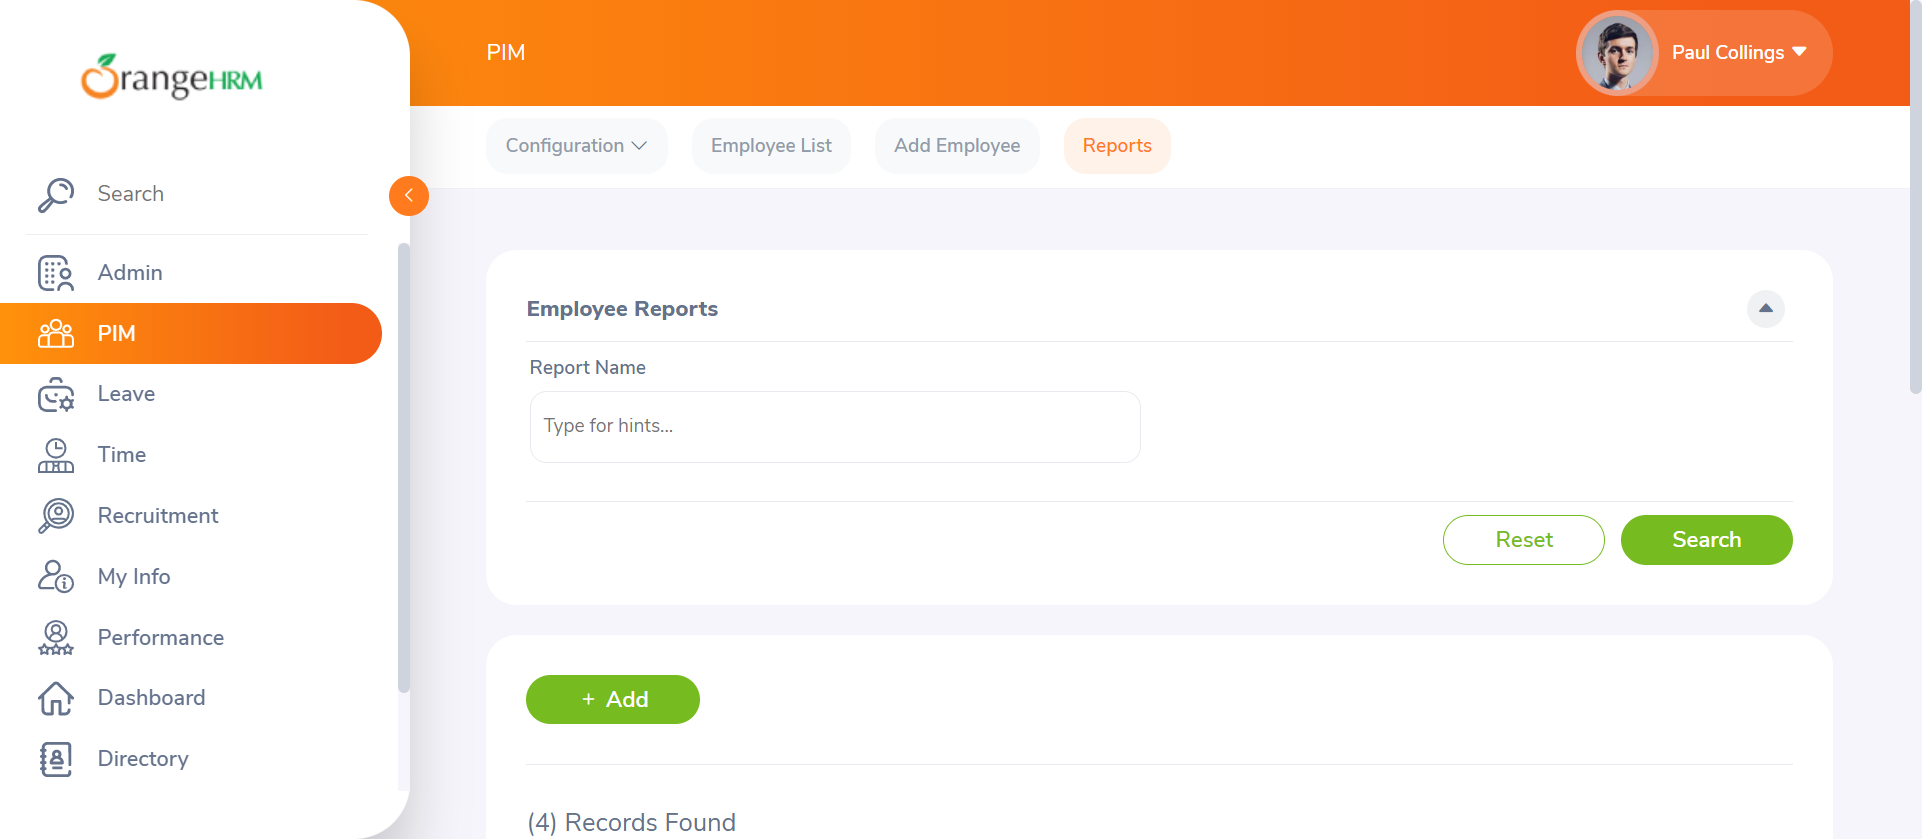 OrangeHRM
PIM
Paul Collings
Configuration
Employee List
Add Employee
Reports
Search
Admin
PIM
Leave
Time
Recruitment
My Info
Performance
Dashboard
Directory
Employee Reports
Report Name
Type for hints...
Reset
Search
+ Add
(4) Records Found